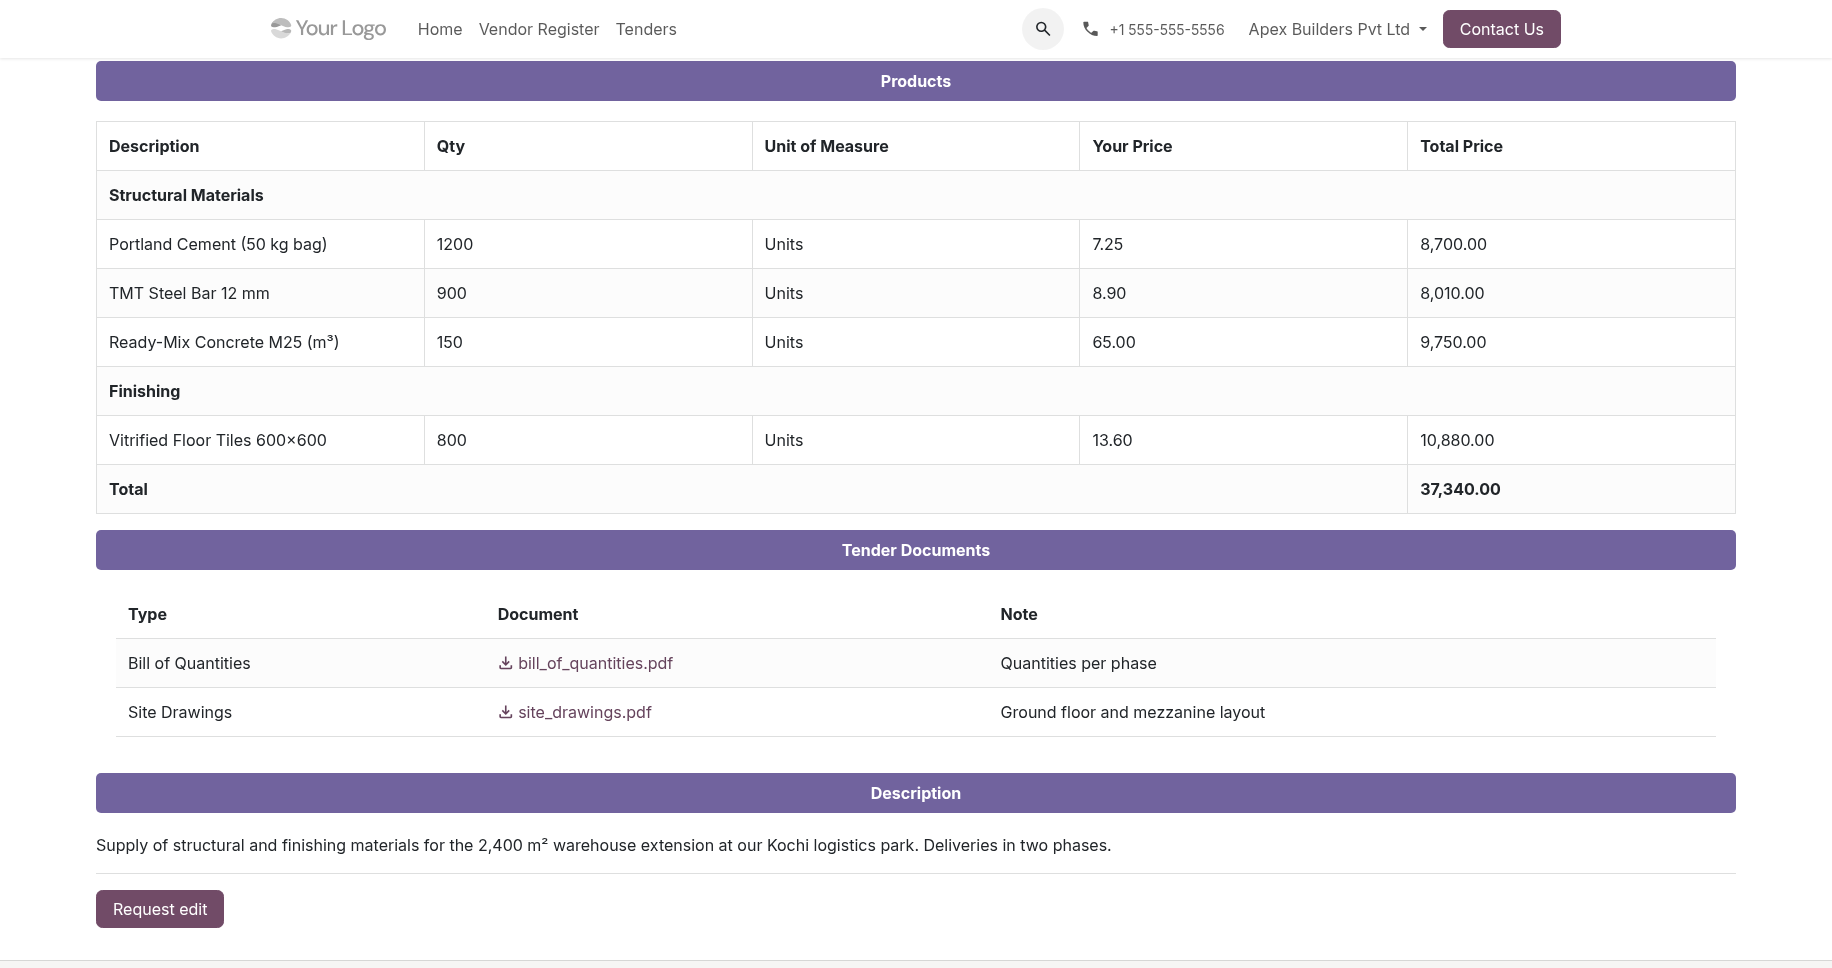 Your Logo Home Vendor Register Tenders +1 555-555-5556 Apex Builders Pvt Ltd Contact Us
Products
Description Qty Unit of Measure Your Price Total Price
Structural Materials
Portland Cement (50 kg bag) 1200 Units 7.25 8,700.00
TMT Steel Bar 12 mm 900 Units 8.90 8,010.00
Ready-Mix Concrete M25 (m³) 150 Units 65.00 9,750.00
Finishing
Vitrified Floor Tiles 600×600 800 Units 13.60 10,880.00
Total 37,340.00
Tender Documents
Type Document Note
Bill of Quantities bill_of_quantities.pdf Quantities per phase
Site Drawings site_drawings.pdf Ground floor and mezzanine layout
Description
Supply of structural and finishing materials for the 2,400 m² warehouse extension at our Kochi logistics park. Deliveries in two phases.
Request edit